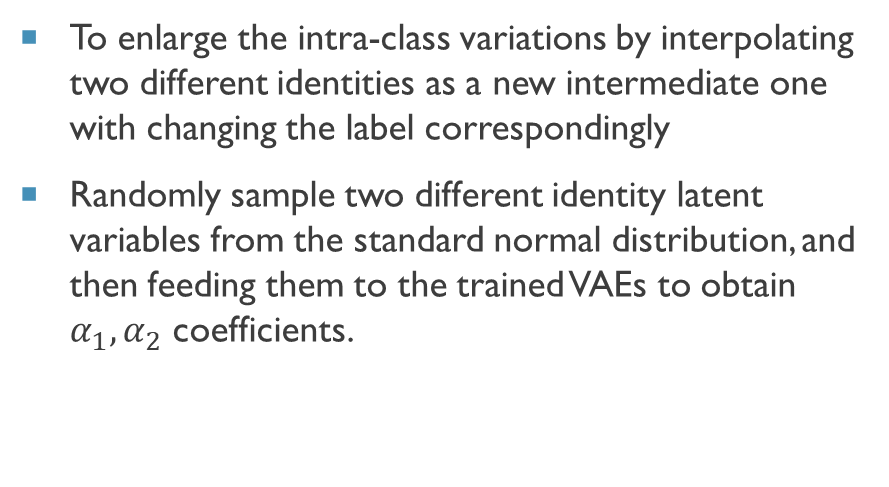 To enlarge the intra-class variations by interpolating
two different identities as a new intermediate one
with changing the label correspondingly
Randomly sample two different identity latent
variables from the standard normal distribution, and
then feeding them to the trained VAEs to obtain
𝛼₁, 𝛼₂ coefficients.